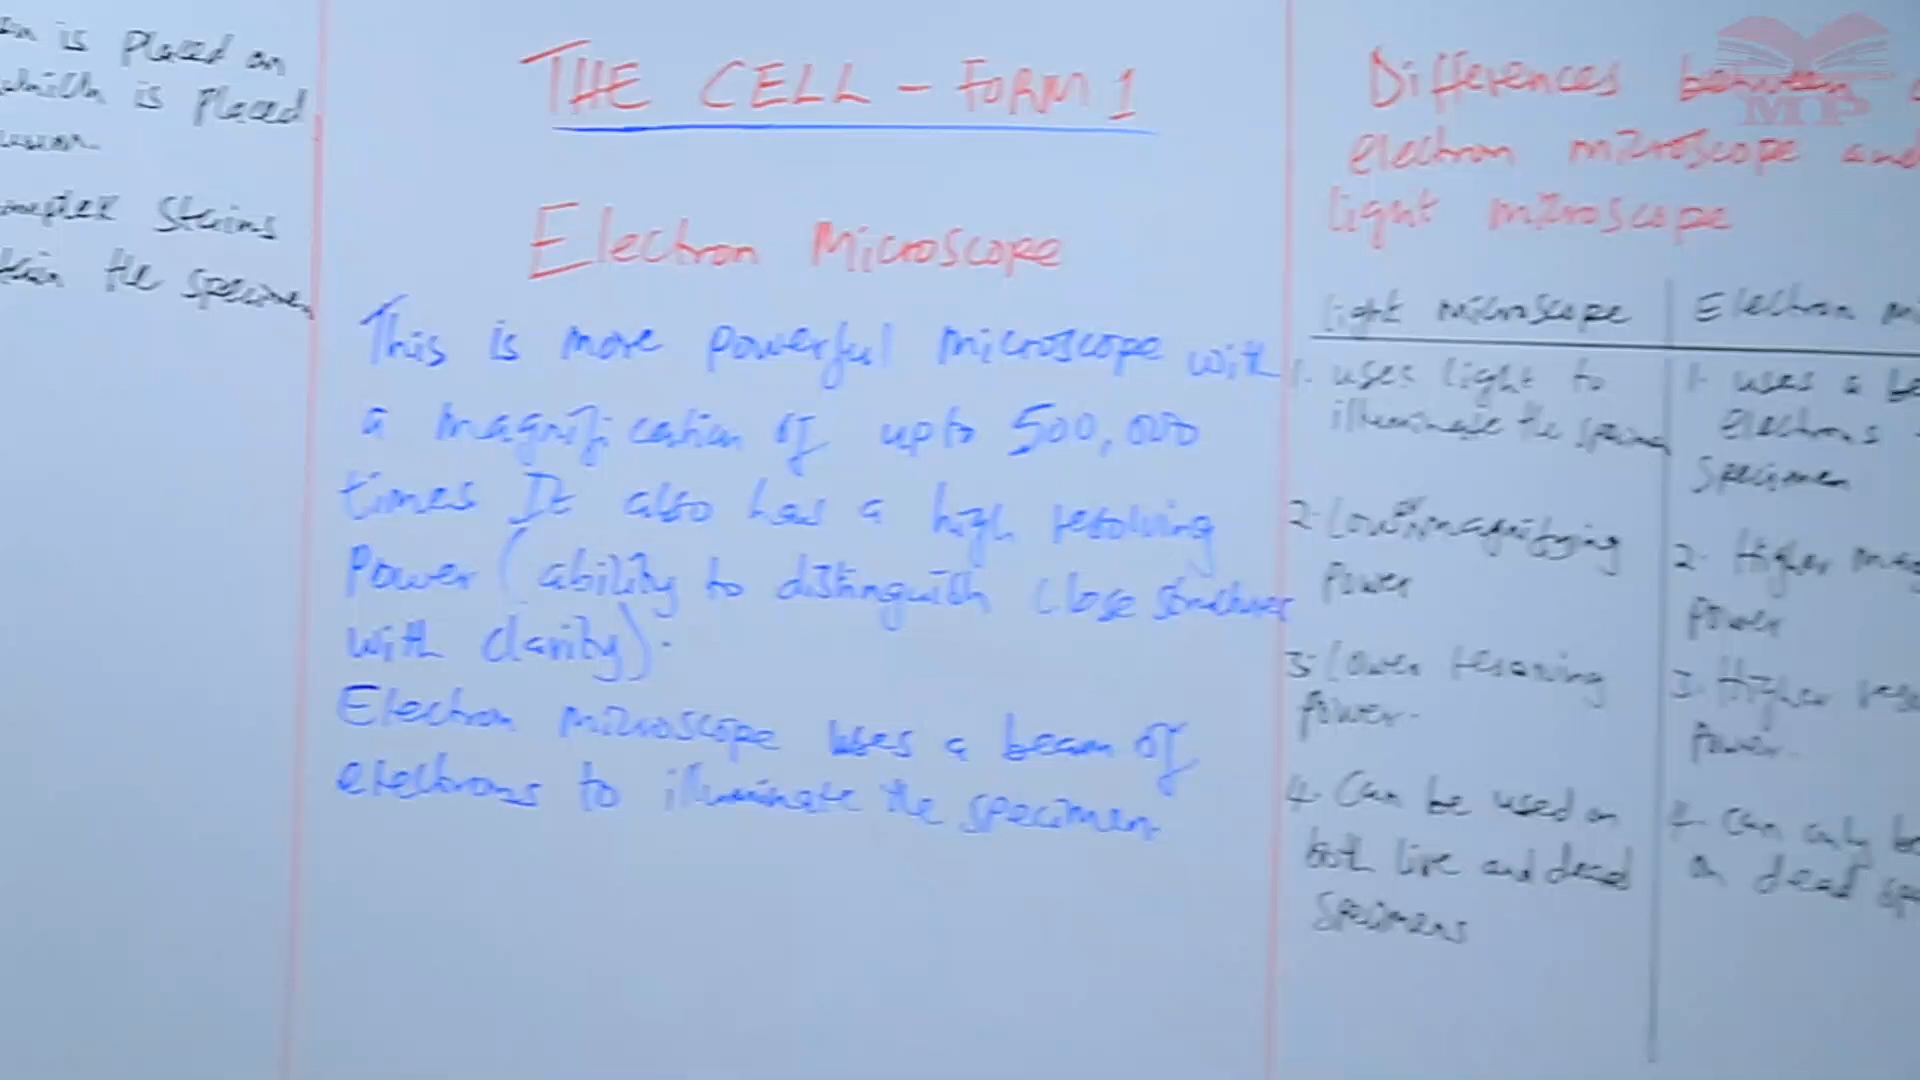 is placed on
which is placed
complex stains
the specimen
THE CELL - FORM 1
Electron Microscope
This is more powerful microscope with
a magnification of upto 500,000
times It also has a high resolving
power (ability to distinguish close structures
with clarity).
Electron microscope uses a beam of
electrons to illuminate the specimen
Differences between
electron microscope and
light microscope
light microscope
1. uses light to
illuminate the
2. Lower magnifying
power
3. Lower resolving
power.
4. Can be used on
both live and dead
specimens
Electron
1. uses a
electrons
specimen
2. Higher
power
3. Higher
power.
4. can only be
on dead
MP